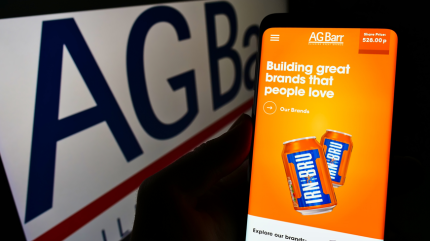 AG Barr
AG Barr
Share Price:
528.00 p
Building great
brands that
people love
Our Brands
IRN-BRU
IRN-BRU
Explore our brands